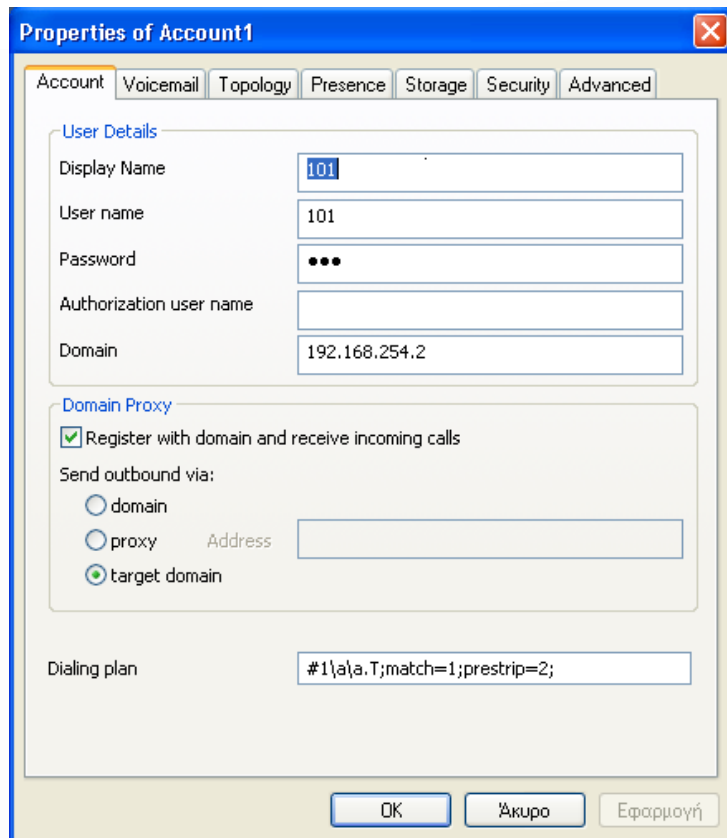 Properties of Account1
Account Voicemail Topology Presence Storage Security Advanced
User Details
Display Name 101
User name 101
Password •••
Authorization user name
Domain 192.168.254.2
Domain Proxy
Register with domain and receive incoming calls
Send outbound via:
domain
proxy Address
target domain
Dialing plan #1\a\a.T;match=1;prestrip=2;
OK Άκυρο Εφαρμογή